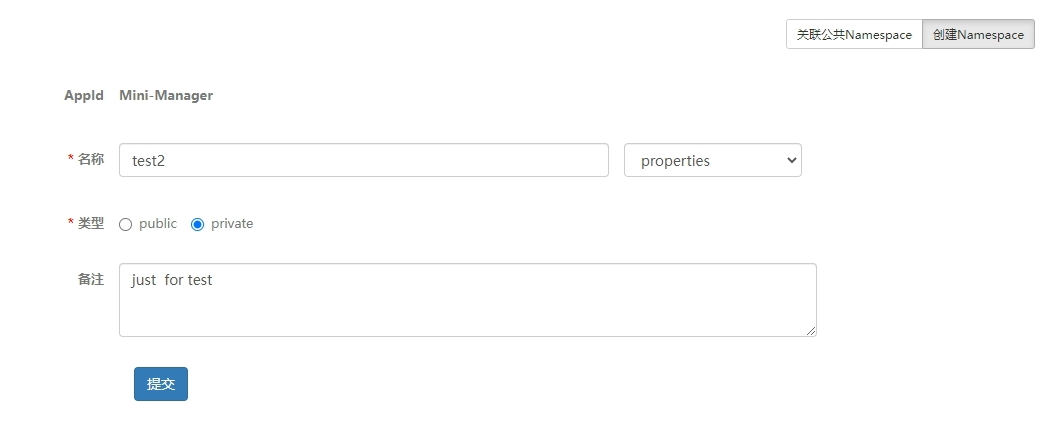 关联公共Namespace 创建Namespace
AppId Mini-Manager
* 名称 test2 properties
* 类型 public private
备注 just  for test
提交